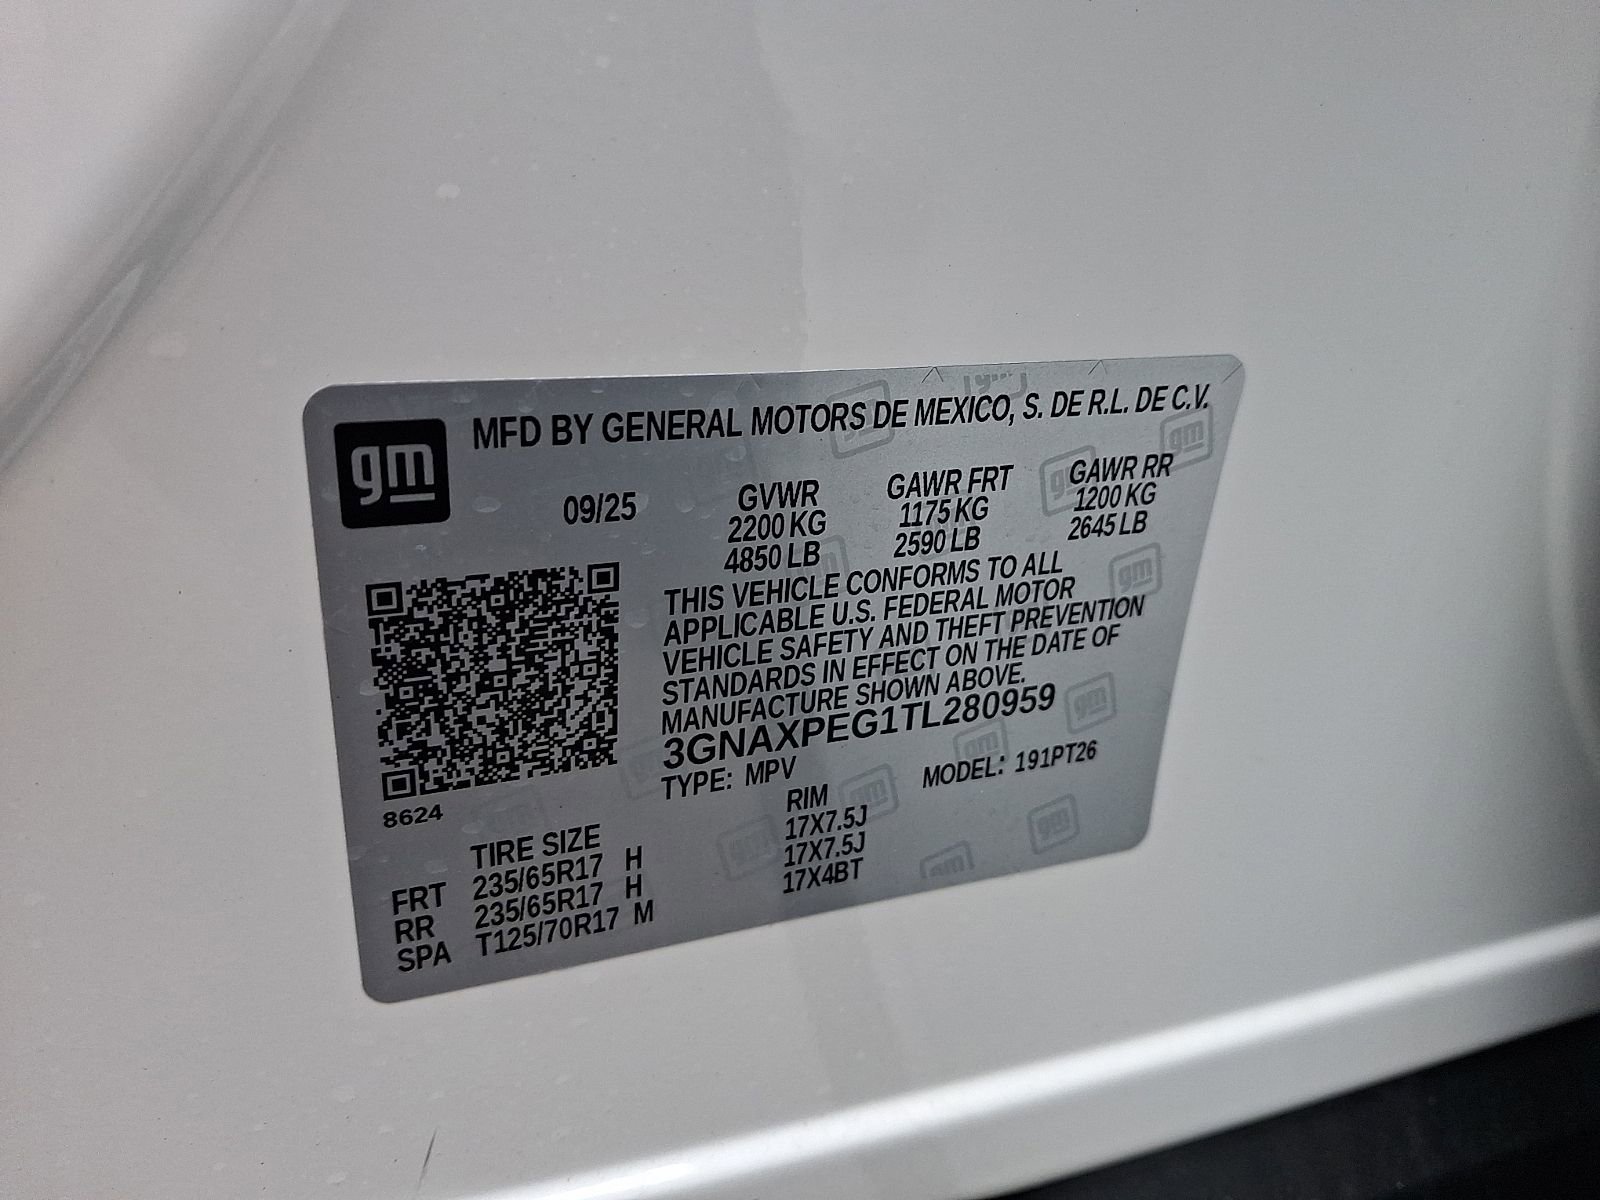 gm
MFD BY GENERAL MOTORS DE MEXICO, S. DE R.L. DE C.V.
09/25
GVWR
2200 KG
4850 LB
GAWR FRT
1175 KG
2590 LB
GAWR RR
1200 KG
2645 LB
THIS VEHICLE CONFORMS TO ALL
APPLICABLE U.S. FEDERAL MOTOR
VEHICLE SAFETY AND THEFT PREVENTION
STANDARDS IN EFFECT ON THE DATE OF
MANUFACTURE SHOWN ABOVE.
3GNAXPEG1TL280959
TYPE: MPV MODEL: 191PT26
8624
TIRE SIZE RIM
FRT 235/65R17 H 17X7.5J
RR 235/65R17 H 17X7.5J
SPA T125/70R17 M 17X4BT